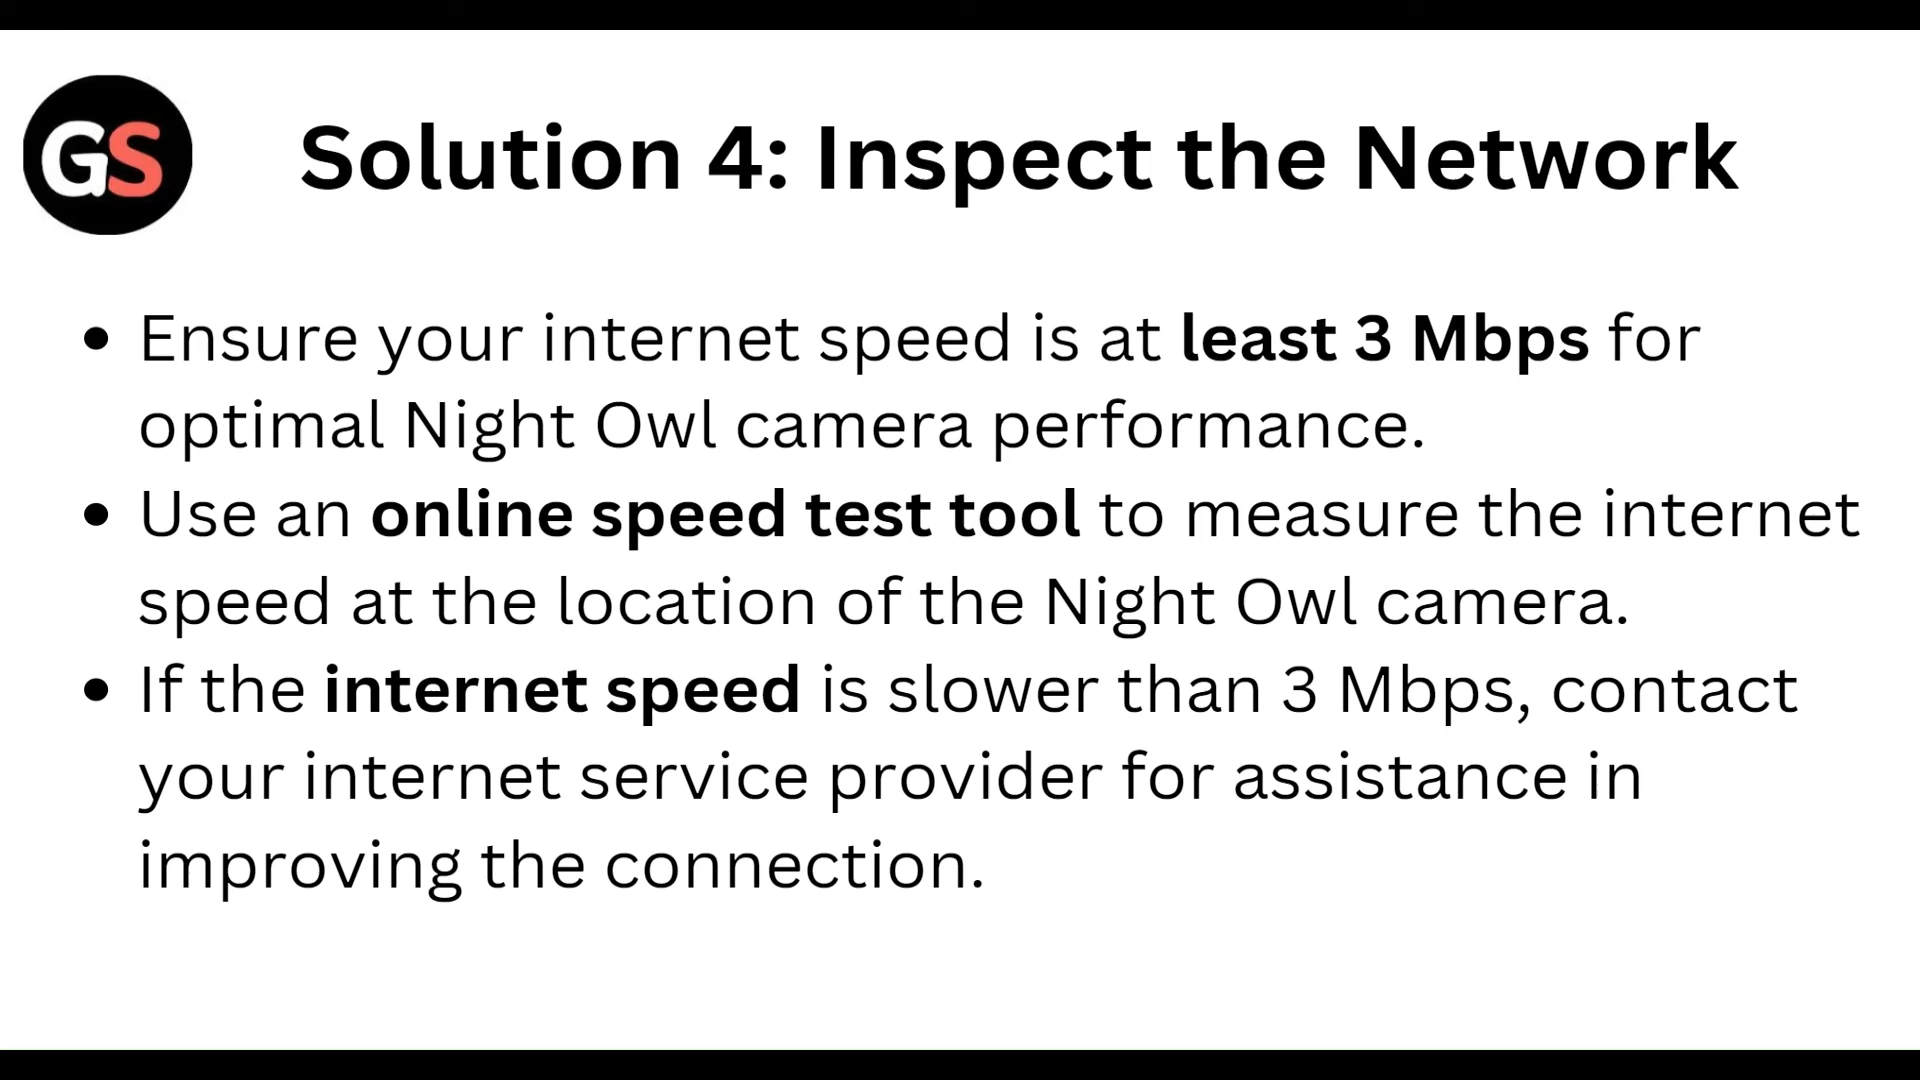 GS
Solution 4: Inspect the Network
• Ensure your internet speed is at least 3 Mbps for
optimal Night Owl camera performance.
• Use an online speed test tool to measure the internet
speed at the location of the Night Owl camera.
• If the internet speed is slower than 3 Mbps, contact
your internet service provider for assistance in
improving the connection.